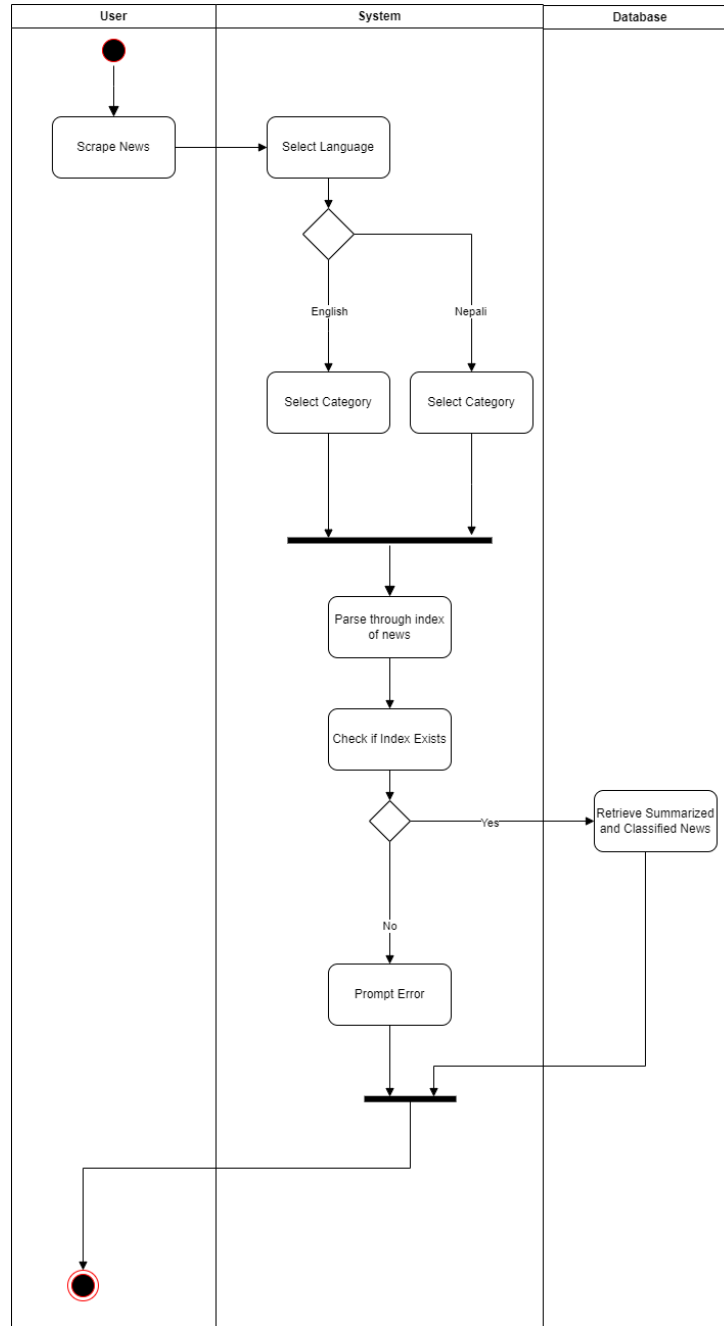 User
System
Database
Scrape News
Select Language
English
Nepali
Select Category
Select Category
Parse through index
of news
Check if Index Exists
Yes
Retrieve Summarized
and Classified News
No
Prompt Error